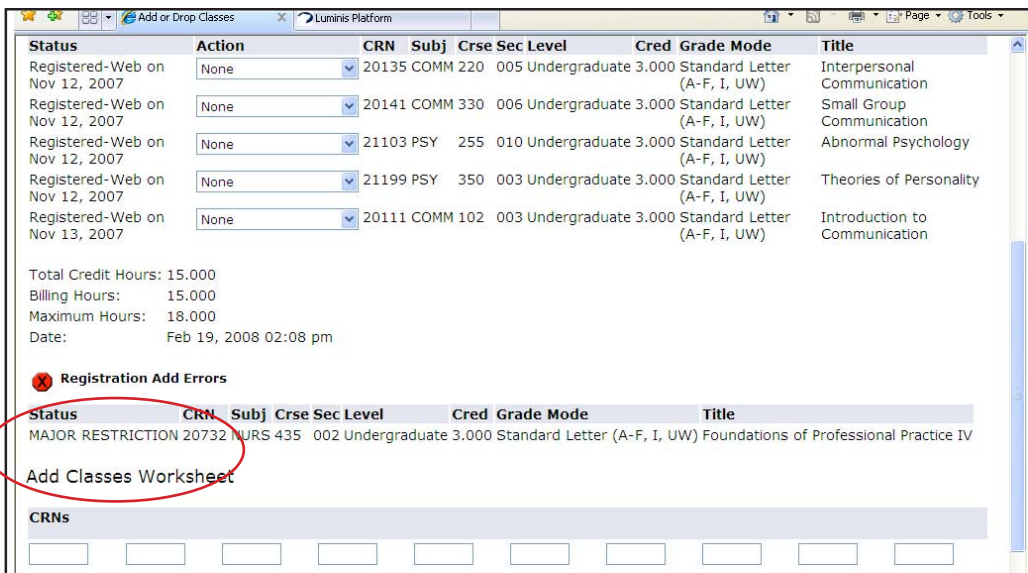 Add or Drop Classes X Luminis Platform Page Tools
Status Action CRN Subj Crse Sec Level Cred Grade Mode Title
Registered-Web on None 20135 COMM 220 005 Undergraduate 3.000 Standard Letter Interpersonal
Nov 12, 2007 (A-F, I, UW) Communication
Registered-Web on None 20141 COMM 330 006 Undergraduate 3.000 Standard Letter Small Group
Nov 12, 2007 (A-F, I, UW) Communication
Registered-Web on None 21103 PSY 255 010 Undergraduate 3.000 Standard Letter Abnormal Psychology
Nov 12, 2007 (A-F, I, UW)
Registered-Web on None 21199 PSY 350 003 Undergraduate 3.000 Standard Letter Theories of Personality
Nov 12, 2007 (A-F, I, UW)
Registered-Web on None 20111 COMM 102 003 Undergraduate 3.000 Standard Letter Introduction to
Nov 13, 2007 (A-F, I, UW) Communication
Total Credit Hours: 15.000
Billing Hours: 15.000
Maximum Hours: 18.000
Date: Feb 19, 2008 02:08 pm
X Registration Add Errors
Status CRN Subj Crse Sec Level Cred Grade Mode Title
MAJOR RESTRICTION 20732 NURS 435 002 Undergraduate 3.000 Standard Letter (A-F, I, UW) Foundations of Professional Practice IV
Add Classes Worksheet
CRNs